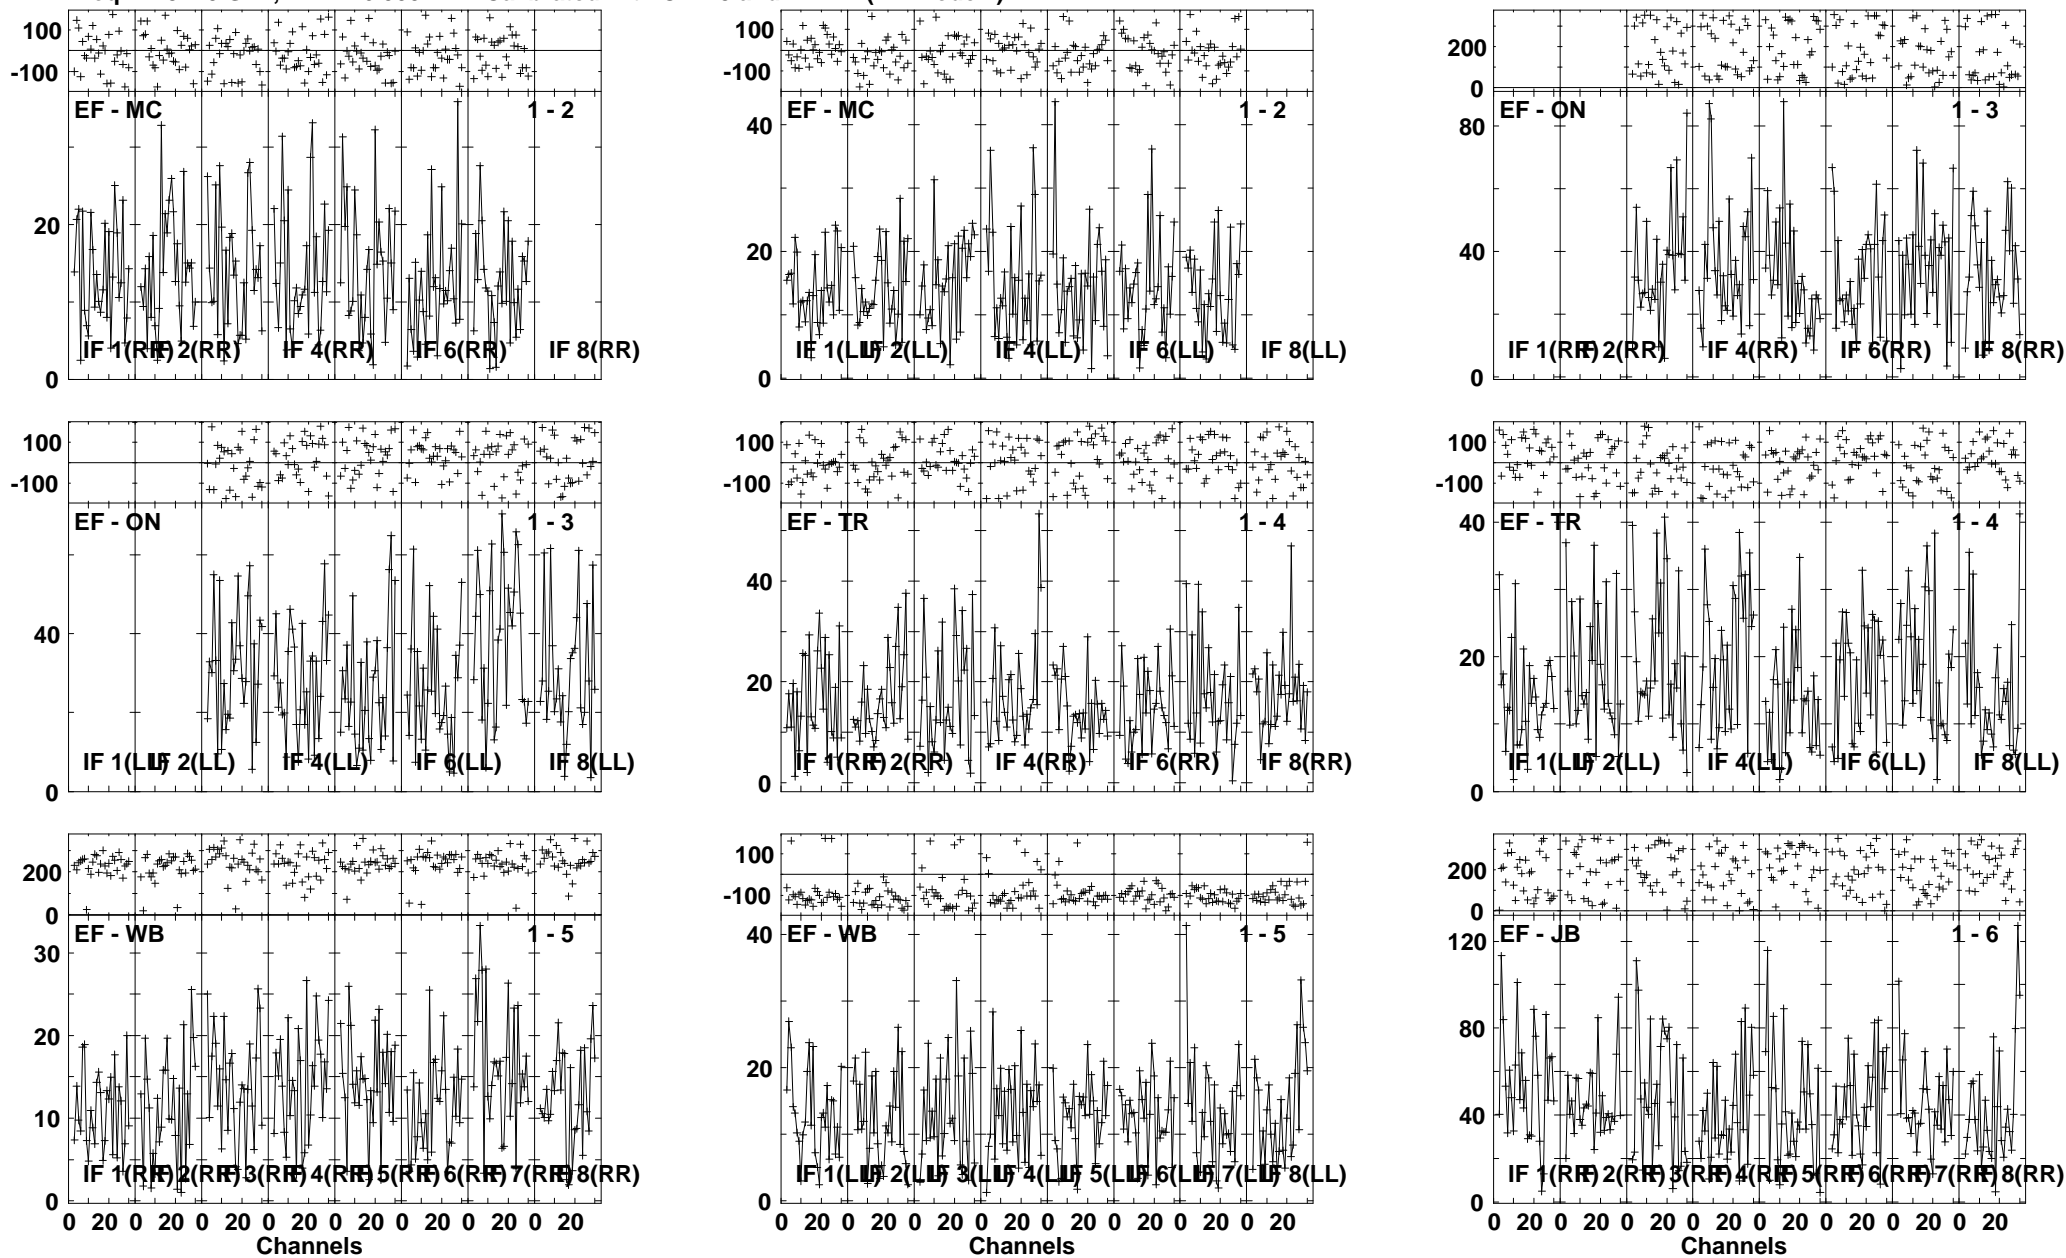 100
-100
EF - MC 1 - 2
20
0
IF 1(RR) IF 2(RR) IF 4(RR) IF 6(RR) IF 8(RR)
100
-100
EF - MC 1 - 2
40
20
0
IF 1(LL) IF 2(LL) IF 4(LL) IF 6(LL) IF 8(LL)
200
0
EF - ON 1 - 3
80
40
0
IF 1(RR) IF 2(RR) IF 4(RR) IF 6(RR) IF 8(RR)
100
-100
EF - ON 1 - 3
40
0
IF 1(LL) IF 2(LL) IF 4(LL) IF 6(LL) IF 8(LL)
100
-100
EF - TR 1 - 4
40
20
0
IF 1(RR) IF 2(RR) IF 4(RR) IF 6(RR) IF 8(RR)
100
-100
EF - TR 1 - 4
40
20
0
IF 1(LL) IF 2(LL) IF 4(LL) IF 6(LL) IF 8(LL)
200
0
EF - WB 1 - 5
30
20
10
0
IF 1(RR) IF 2(RR) IF 3(RR) IF 4(RR) IF 5(RR) IF 6(RR) IF 7(RR) IF 8(RR)
0 20 0 20 0 20 0 20 0 20 0 20 0 20 0 20
Channels
100
-100
EF - WB 1 - 5
40
20
0
IF 1(LL) IF 2(LL) IF 3(LL) IF 4(LL) IF 5(LL) IF 6(LL) IF 7(LL) IF 8(LL)
0 20 0 20 0 20 0 20 0 20 0 20 0 20 0 20
Channels
200
0
EF - JB 1 - 6
120
80
40
0
IF 1(RR) IF 2(RR) IF 3(RR) IF 4(RR) IF 5(RR) IF 6(RR) IF 7(RR) IF 8(RR)
0 20 0 20 0 20 0 20 0 20 0 20 0 20 0 20
Channels